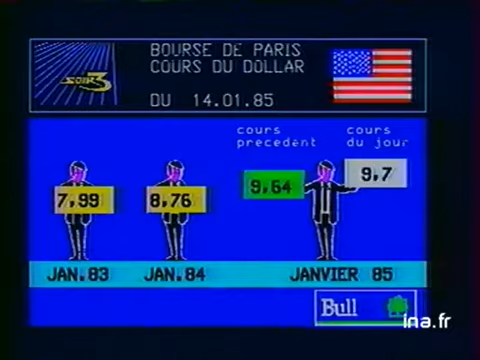 BOURSE DE PARIS
COURS DU DOLLAR
SOIR 3
DU 14.01.85
cours precedent
cours du jour
7,99
8,76
9,64
9,7
JAN.83
JAN.84
JANVIER 85
Bull
ina.fr